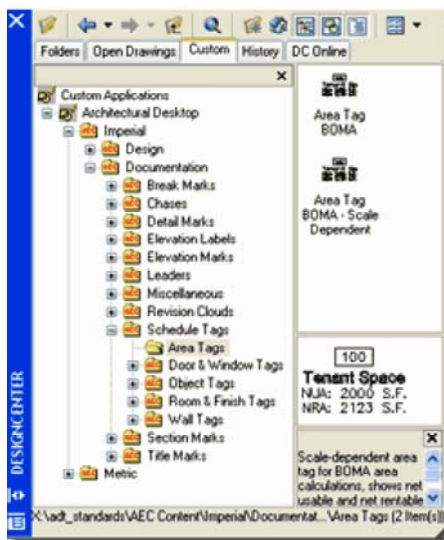 Folders
Open Drawings
Custom
History
DC Online
Custom Applications
Architectural Desktop
Imperial
Design
Documentation
Break Marks
Chases
Detail Marks
Elevation Labels
Elevation Marks
Leaders
Miscellaneous
Revision Clouds
Schedule Tags
Area Tags
Door & Window Tags
Object Tags
Room & Finish Tags
Wall Tags
Section Marks
Title Marks
Metric
Area Tag
BOMA
Area Tag
BOMA - Scale
Dependent
100
Tenant Space
NUA: 2000 S.F.
NRA: 2123 S.F.
Scale-dependent area
tag for BOMA area
calculations, shows net
usable and net rentable
DESIGNCENTER
X:\adt_standards\AEC Content\Imperial\Documentat...\Area Tags (2 Item(s))